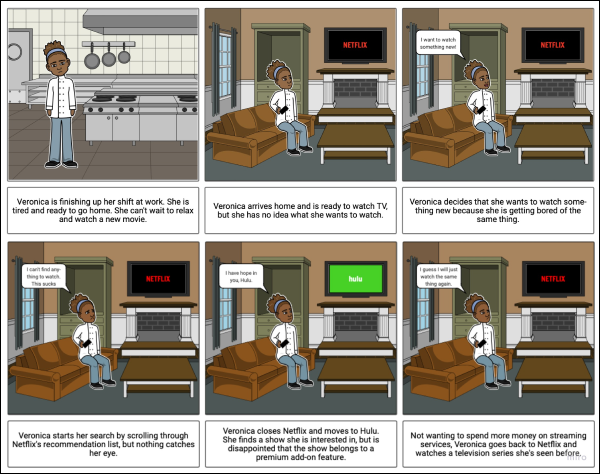 NETFLIX
I want to watch
something new!
NETFLIX
Veronica is finishing up her shift at work. She is
tired and ready to go home. She can't wait to relax
and watch a new movie.
Veronica arrives home and is ready to watch TV,
but she has no idea what she wants to watch.
Veronica decides that she wants to watch some-
thing new because she is getting bored of the
same thing.
I can't find any-
thing to watch.
This sucks
NETFLIX
I have hope in
you, Hulu.
hulu
I guess I will just
watch the same
thing again.
NETFLIX
Veronica starts her search by scrolling through
Netflix's recommendation list, but nothing catches
her eye.
Veronica closes Netflix and moves to Hulu.
She finds a show she is interested in, but is
disappointed that the show belongs to a
premium add-on feature.
Not wanting to spend more money on streaming
services, Veronica goes back to Netflix and
watches a television series she's seen before.
miro